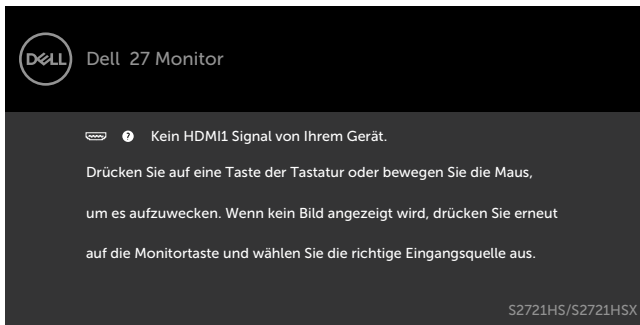 DELL
Dell 27 Monitor
? Kein HDMI1 Signal von Ihrem Gerät.
Drücken Sie auf eine Taste der Tastatur oder bewegen Sie die Maus,
um es aufzuwecken. Wenn kein Bild angezeigt wird, drücken Sie erneut
auf die Monitortaste und wählen Sie die richtige Eingangsquelle aus.
S2721HS/S2721HSX